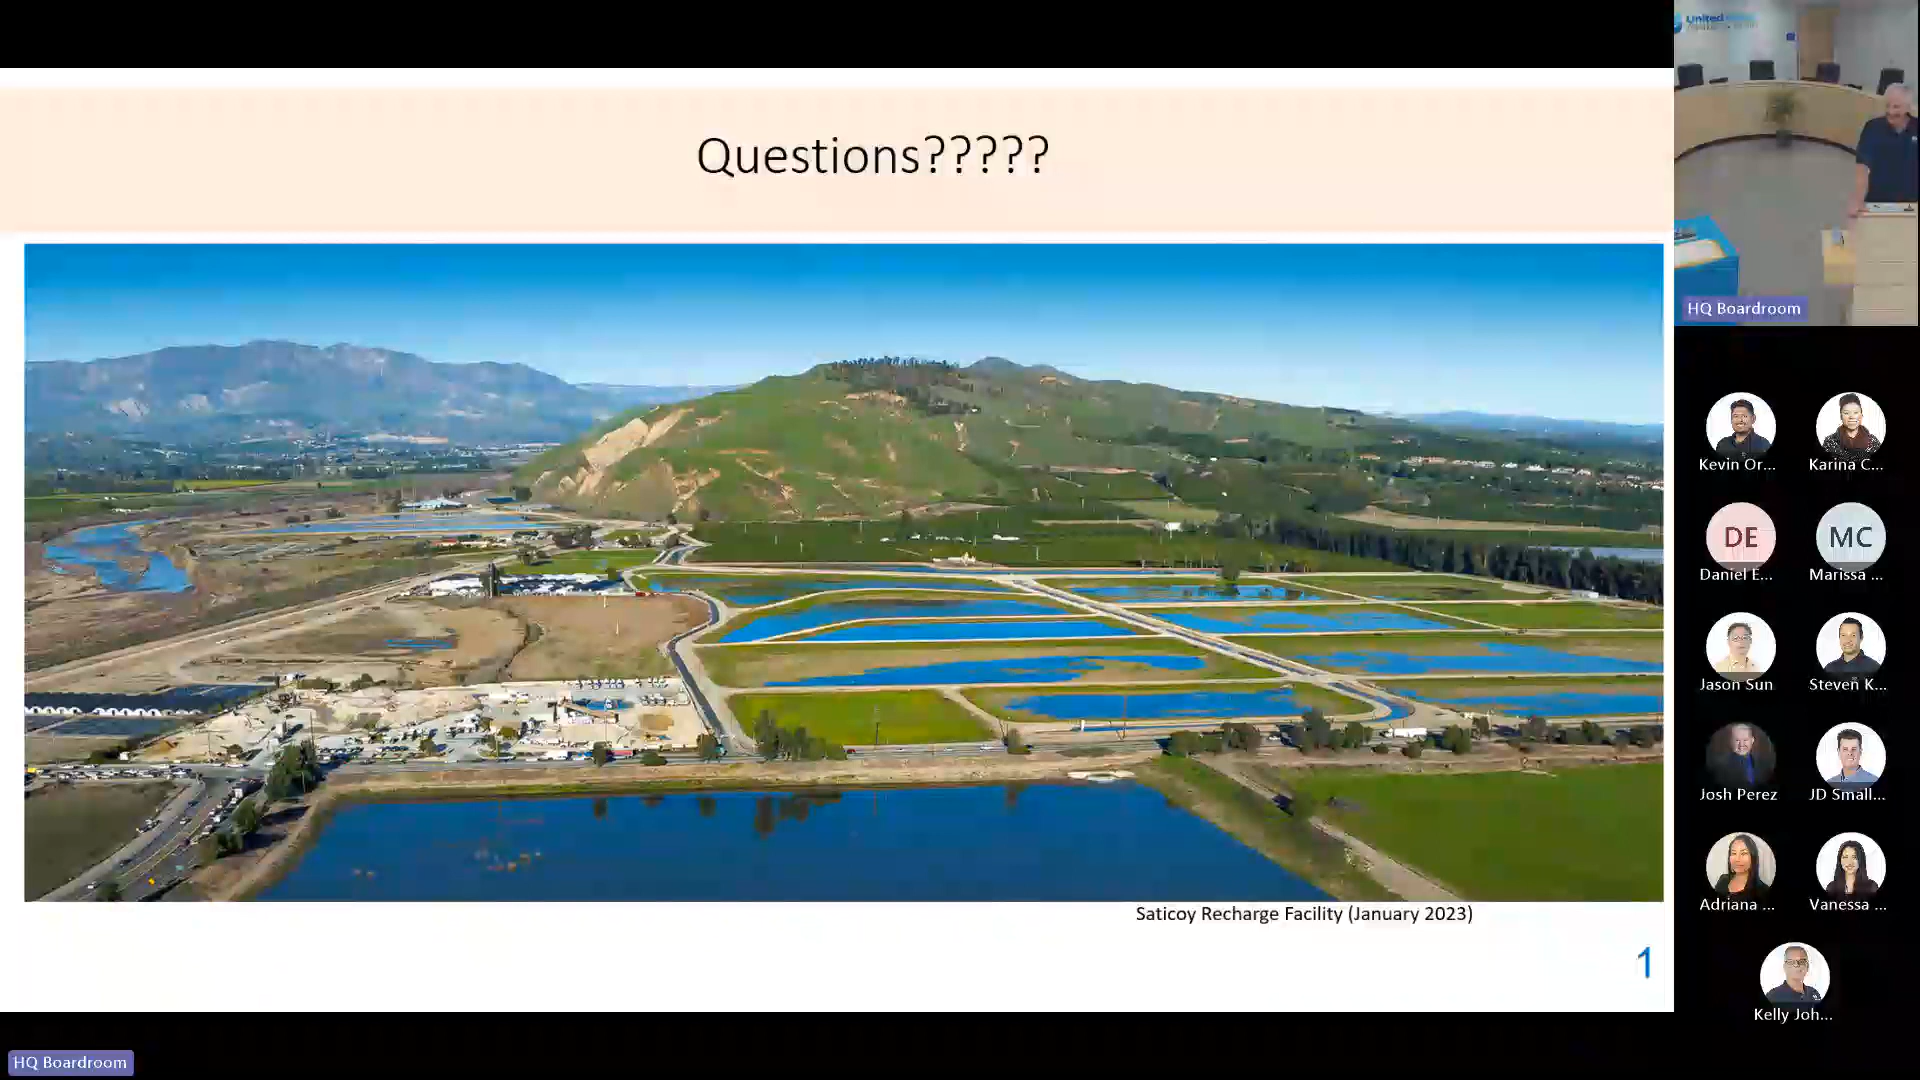 Questions?????
Saticoy Recharge Facility (January 2023)
1
HQ Boardroom
United
HQ Boardroom
Kevin Or...
Karina C...
DE
Daniel E...
MC
Marissa ...
Jason Sun
Steven K...
Josh Perez
JD Small...
Adriana ...
Vanessa ...
Kelly Joh...